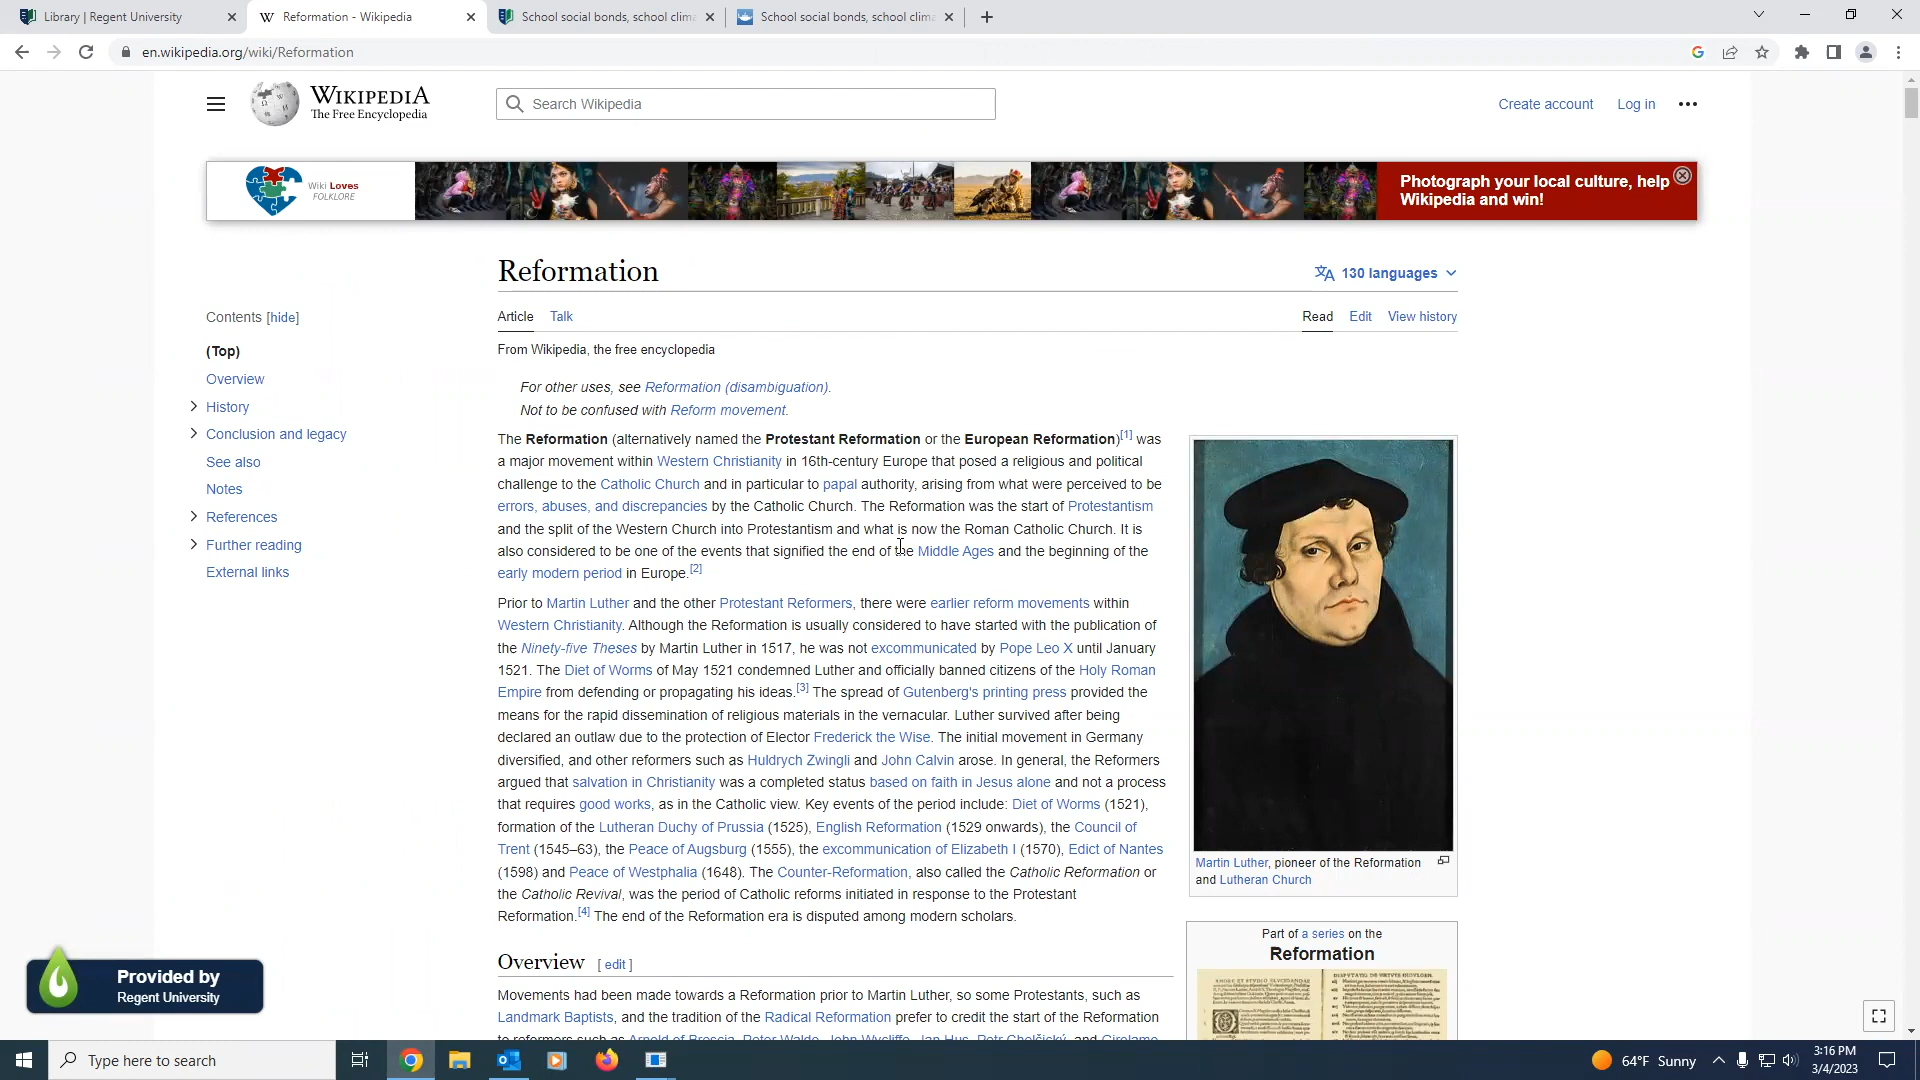 Library | Regent University
Reformation - Wikipedia
School social bonds, school clima
School social bonds, school clima
en.wikipedia.org/wiki/Reformation
WIKIPEDIA
The Free Encyclopedia
Search Wikipedia
Create account
Log in
Wiki Loves
FOLKLORE
Photograph your local culture, help
Wikipedia and win!
Reformation
130 languages
Contents [hide]
(Top)
Overview
History
Conclusion and legacy
See also
Notes
References
Further reading
External links
Article Talk
Read Edit View history
From Wikipedia, the free encyclopedia
For other uses, see Reformation (disambiguation).
Not to be confused with Reform movement.
The Reformation (alternatively named the Protestant Reformation or the European Reformation)[1] was
a major movement within Western Christianity in 16th-century Europe that posed a religious and political
challenge to the Catholic Church and in particular to papal authority, arising from what were perceived to be
errors, abuses, and discrepancies by the Catholic Church. The Reformation was the start of Protestantism
and the split of the Western Church into Protestantism and what is now the Roman Catholic Church. It is
also considered to be one of the events that signified the end of the Middle Ages and the beginning of the
early modern period in Europe.[2]
Prior to Martin Luther and the other Protestant Reformers, there were earlier reform movements within
Western Christianity. Although the Reformation is usually considered to have started with the publication of
the Ninety-five Theses by Martin Luther in 1517, he was not excommunicated by Pope Leo X until January
1521. The Diet of Worms of May 1521 condemned Luther and officially banned citizens of the Holy Roman
Empire from defending or propagating his ideas.[3] The spread of Gutenberg's printing press provided the
means for the rapid dissemination of religious materials in the vernacular. Luther survived after being
declared an outlaw due to the protection of Elector Frederick the Wise. The initial movement in Germany
diversified, and other reformers such as Huldrych Zwingli and John Calvin arose. In general, the Reformers
argued that salvation in Christianity was a completed status based on faith in Jesus alone and not a process
that requires good works, as in the Catholic view. Key events of the period include: Diet of Worms (1521),
formation of the Lutheran Duchy of Prussia (1525), English Reformation (1529 onwards), the Council of
Trent (1545–63), the Peace of Augsburg (1555), the excommunication of Elizabeth I (1570), Edict of Nantes
(1598) and Peace of Westphalia (1648). The Counter-Reformation, also called the Catholic Reformation or
the Catholic Revival, was the period of Catholic reforms initiated in response to the Protestant
Reformation.[4] The end of the Reformation era is disputed among modern scholars.
Martin Luther, pioneer of the Reformation
and Lutheran Church
Part of a series on the
Reformation
Overview [ edit ]
Movements had been made towards a Reformation prior to Martin Luther, so some Protestants, such as
Landmark Baptists, and the tradition of the Radical Reformation prefer to credit the start of the Reformation
to reformers such as Arnold of Brescia, Peter Waldo, John Wycliffe, Jan Hus, Petr Chelčický, and Girolamo
Provided by
Regent University
Type here to search
64°F Sunny
3:16 PM
3/4/2023